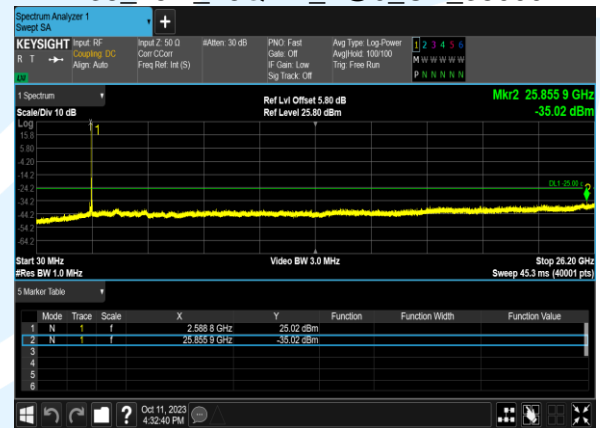 Spectrum Analyzer 1
Swept SA
KEYSIGHT
R T
Input: RF
Coupling: DC
Align: Auto
Input Z: 50 Ω
Corr CCorr
Freq Ref: Int (S)
#Atten: 30 dB
PNO: Fast
Gate: Off
IF Gain: Low
Sig Track: Off
Avg Type: Log-Power
Avg|Hold: 100/100
Trig: Free Run
1 2 3 4 5 6
M W W W W W
P N N N N N
1 Spectrum
Scale/Div 10 dB
Log
Ref Lvl Offset 5.80 dB
Ref Level 25.80 dBm
Mkr2 25.855 9 GHz
-35.02 dBm
15.8
5.80
-4.20
-14.2
-24.2
-34.2
-44.2
-54.2
-64.2
1
DL1 -25.00
2
Start 30 MHz
#Res BW 1.0 MHz
Video BW 3.0 MHz
Stop 26.20 GHz
Sweep 45.3 ms (40001 pts)
5 Marker Table
Mode Trace Scale X Y Function Function Width Function Value
1 N 1 f 2.588 8 GHz 25.02 dBm
2 N 1 f 25.855 9 GHz -35.02 dBm
3
4
5
6
?
Oct 11, 2023
4:32:40 PM